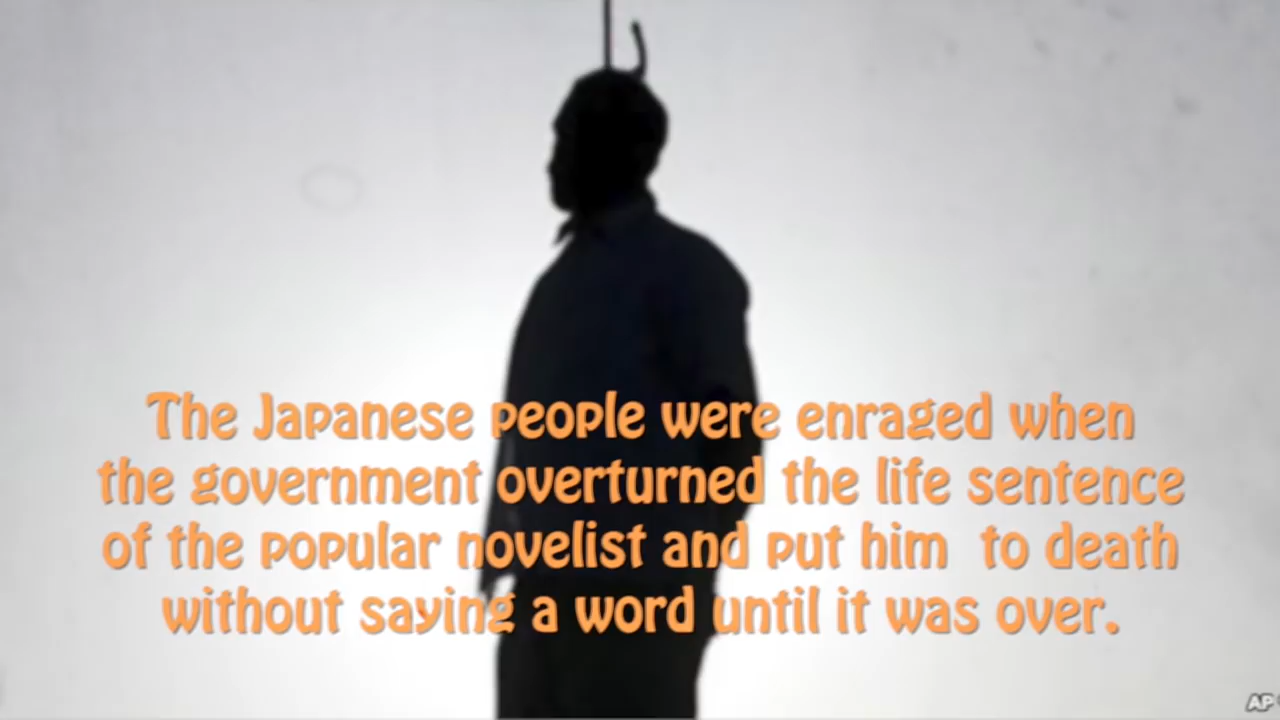 The Japanese people were enraged when
the government overturned the life sentence
of the popular novelist and put him  to death
without saying a word until it was over.
AP